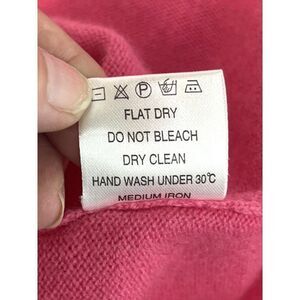 P
FLAT DRY
DO NOT BLEACH
DRY CLEAN
HAND WASH UNDER 30℃
MEDIUM IRON